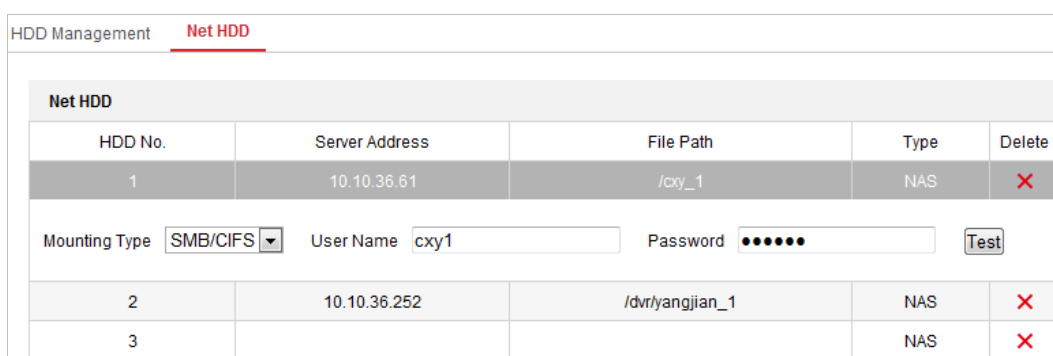 HDD Management Net HDD
Net HDD
HDD No. Server Address File Path Type Delete
1 10.10.36.61 /cxy_1 NAS
Mounting Type SMB/CIFS User Name cxy1 Password ●●●●●● Test
2 10.10.36.252 /dvr/yangjian_1 NAS
3 NAS